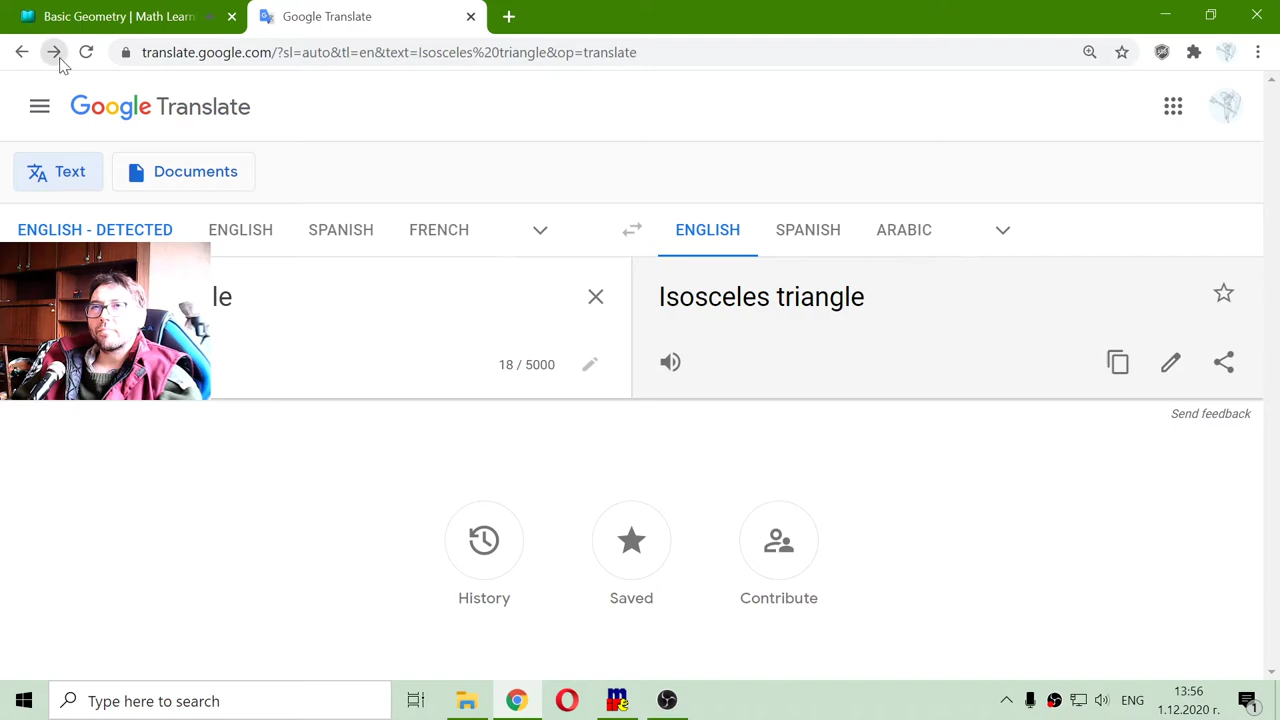 Basic Geometry | Math Learn
Google Translate
translate.google.com/?sl=auto&tl=en&text=Isosceles%20triangle&op=translate
Google Translate
Text
Documents
ENGLISH - DETECTED ENGLISH SPANISH FRENCH ENGLISH SPANISH ARABIC
le
Isosceles triangle
18 / 5000
Send feedback
History Saved Contribute
Type here to search
ЕНГ
13:56
1.12.2020 г.
1